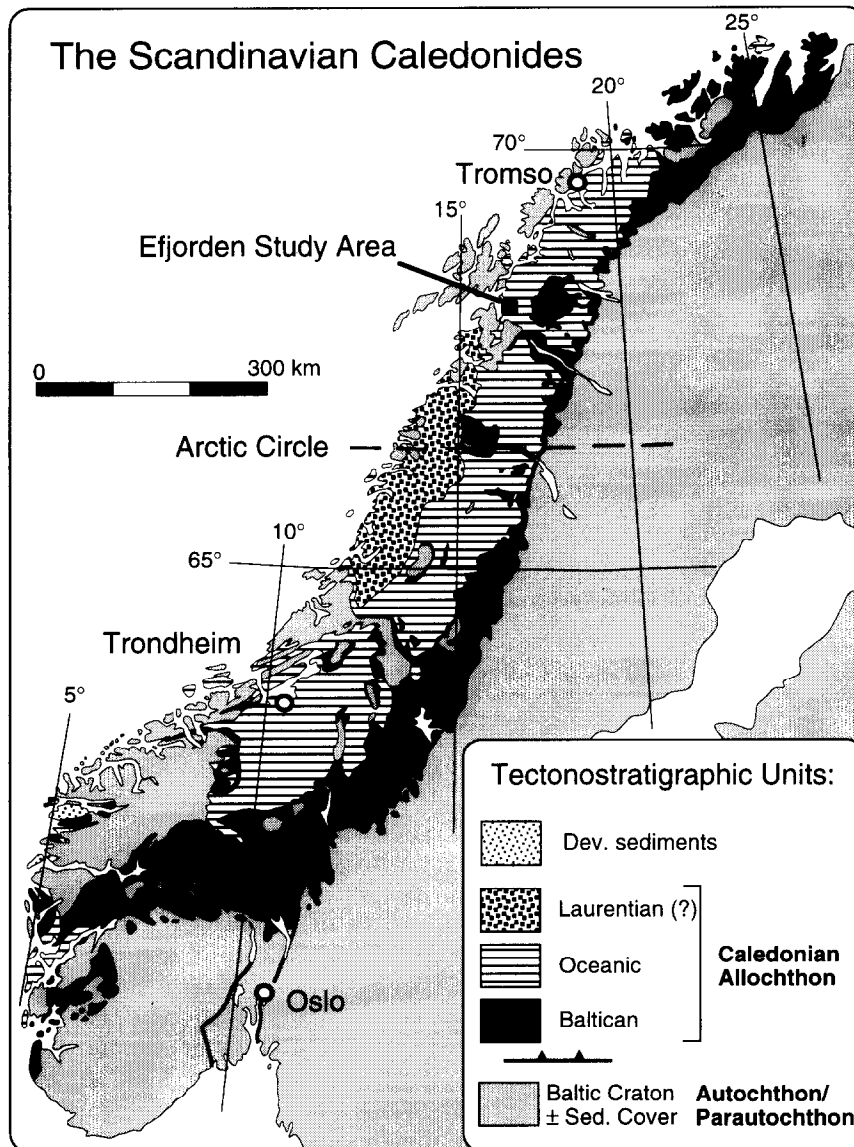 The Scandinavian Caledonides
25°
20°
70°
Tromso
15°
Efjorden Study Area
0 300 km
Arctic Circle
10°
65°
Trondheim
5°
Oslo
Tectonostratigraphic Units:
Dev. sediments
Laurentian (?)
Oceanic
Caledonian
Allochthon
Baltican
Baltic Craton Autochthon/
± Sed. Cover Parautochthon